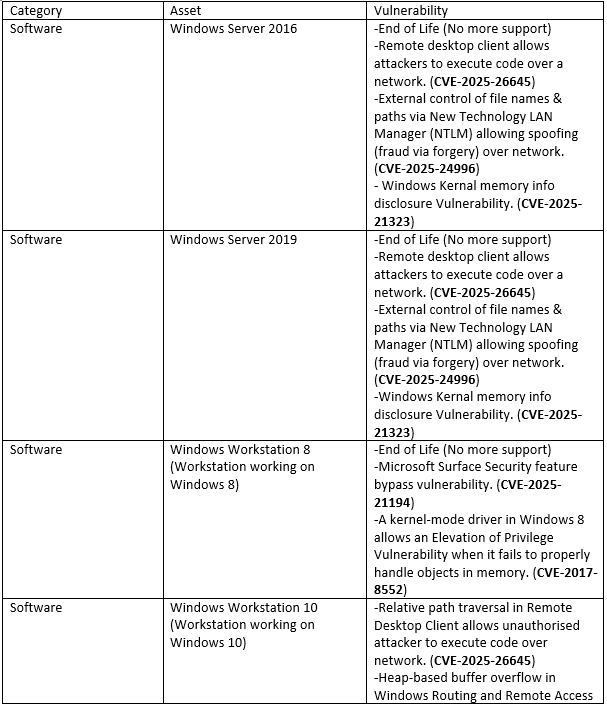 Category Asset Vulnerability
Software Windows Server 2016 -End of Life (No more support)
-Remote desktop client allows
attackers to execute code over a
network. (CVE-2025-26645)
-External control of file names &
paths via New Technology LAN
Manager (NTLM) allowing spoofing
(fraud via forgery) over network.
(CVE-2025-24996)
- Windows Kernal memory info
disclosure Vulnerability. (CVE-2025-
21323)
Software Windows Server 2019 -End of Life (No more support)
-Remote desktop client allows
attackers to execute code over a
network. (CVE-2025-26645)
-External control of file names &
paths via New Technology LAN
Manager (NTLM) allowing spoofing
(fraud via forgery) over network.
(CVE-2025-24996)
-Windows Kernal memory info
disclosure Vulnerability. (CVE-2025-
21323)
Software Windows Workstation 8 -End of Life (No more support)
(Workstation working on -Microsoft Surface Security feature
Windows 8) bypass vulnerability. (CVE-2025-
21194)
-A kernel-mode driver in Windows 8
allows an Elevation of Privilege
Vulnerability when it fails to properly
handle objects in memory. (CVE-2017-
8552)
Software Windows Workstation 10 -Relative path traversal in Remote
(Workstation working on Desktop Client allows unauthorised
Windows 10) attacker to execute code over
network. (CVE-2025-26645)
-Heap-based buffer overflow in
Windows Routing and Remote Access